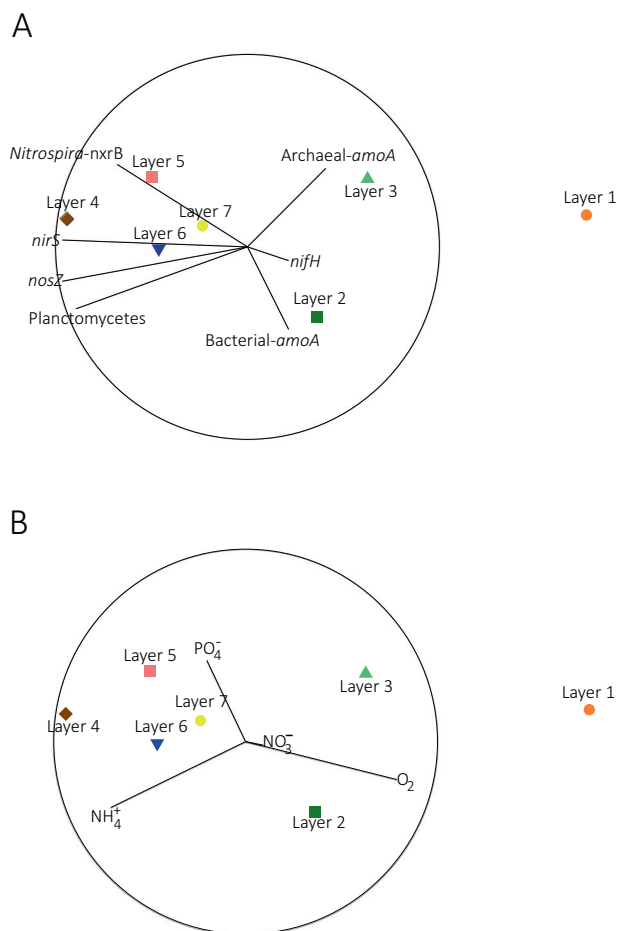 A
Nitrospira-nxrB
Layer 5
Archaeal-amoA
Layer 3
Layer 1
Layer 4
Layer 7
nirS
Layer 6
nifH
nosZ
Layer 2
Planctomycetes
Bacterial-amoA
B
PO₄⁻
Layer 5
Layer 3
Layer 1
Layer 7
Layer 4
Layer 6
NO₃⁻
O₂
NH₄⁺
Layer 2